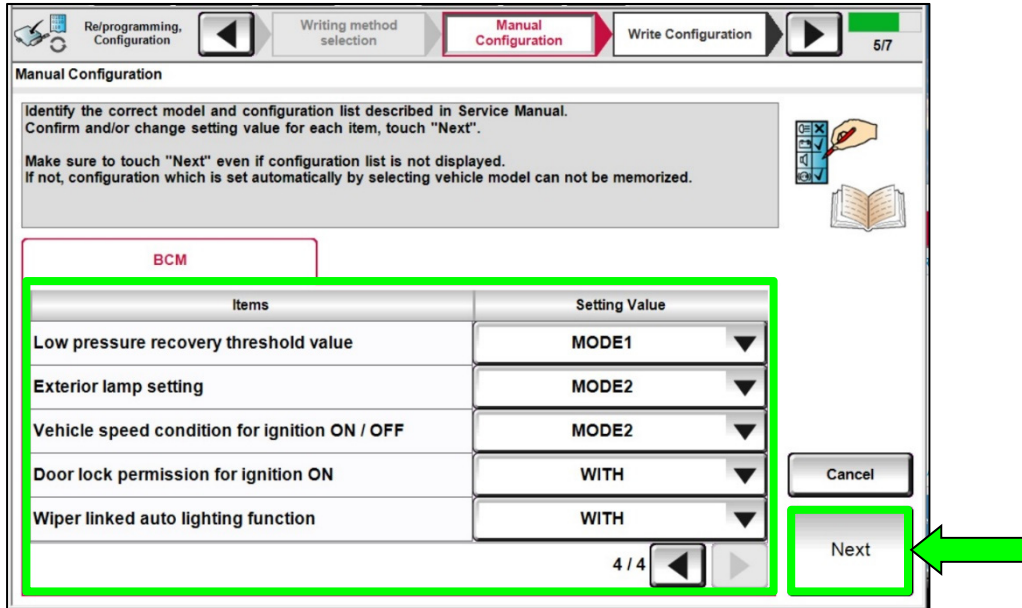 Re/programming,
Configuration
Writing method
selection
Manual
Configuration
Write Configuration
5/7
Manual Configuration
Identify the correct model and configuration list described in Service Manual.
Confirm and/or change setting value for each item, touch "Next".
Make sure to touch "Next" even if configuration list is not displayed.
If not, configuration which is set automatically by selecting vehicle model can not be memorized.
BCM
Items Setting Value
Low pressure recovery threshold value MODE1
Exterior lamp setting MODE2
Vehicle speed condition for ignition ON / OFF MODE2
Door lock permission for ignition ON WITH
Wiper linked auto lighting function WITH
4 / 4
Cancel
Next